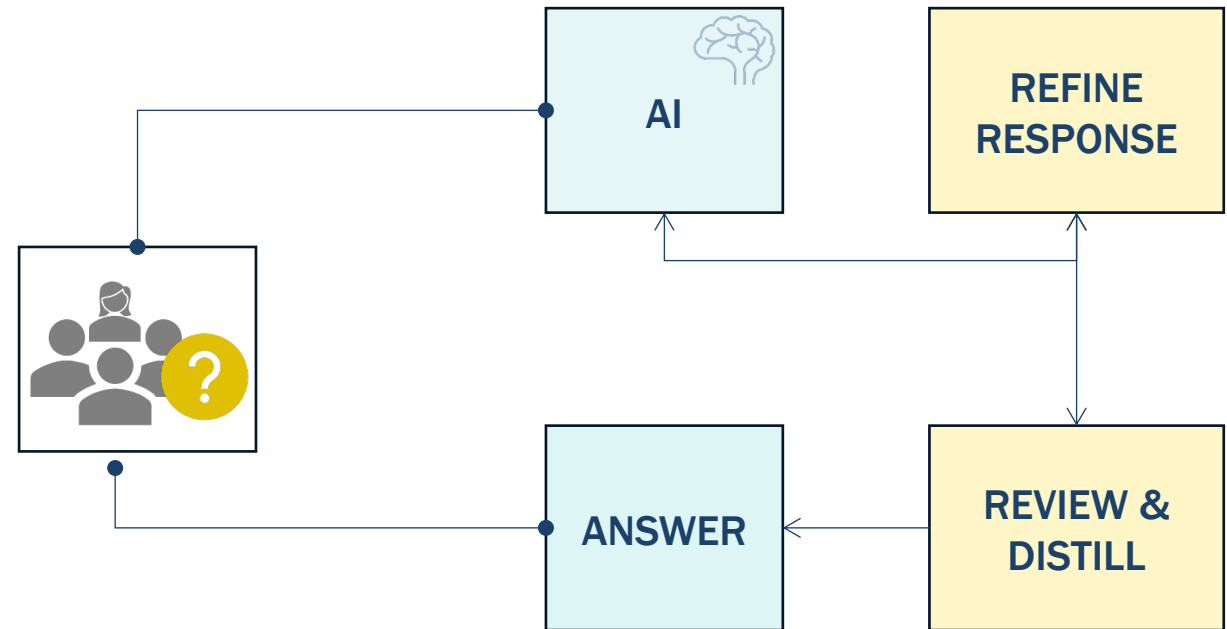 AI
REFINE
RESPONSE
?
ANSWER
REVIEW &
DISTILL